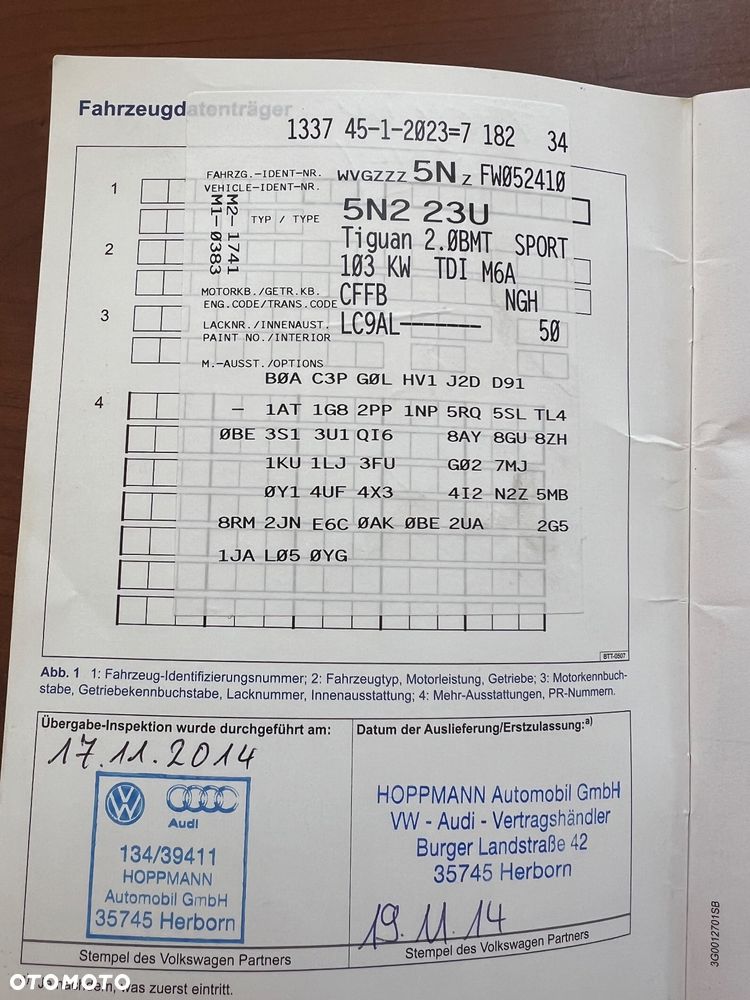 Fahrzeugdatenträger
1337 45-1-2023=7 182 34
FAHRZG.-IDENT-NR.
VEHICLE-IDENT-NR.
WVGZZZ 5N Z FW052410
M2-1741
M1-0383
TYP / TYPE
5N2 23U
Tiguan 2.0BMT SPORT
103 KW TDI M6A
MOTORKB./GETR.KB.
ENG.CODE/TRANS.CODE
CFFB NGH
LACKNR./INNENAUST.
PAINT NO./INTERIOR
LC9AL------- 50
M.-AUSST./OPTIONS
B0A C3P G0L HV1 J2D D91
- 1AT 1G8 2PP 1NP 5RQ 5SL TL4
0BE 3S1 3U1 QI6 8AY 8GU 8ZH
1KU 1LJ 3FU G02 7MJ
0Y1 4UF 4X3 4I2 N2Z 5MB
8RM 2JN E6C 0AK 0BE 2UA 2G5
1JA L05 0YG
1
2
3
4
BTT-0507
Abb. 1 1: Fahrzeug-Identifizierungsnummer; 2: Fahrzeugtyp, Motorleistung, Getriebe; 3: Motorkennbuch-
stabe, Getriebekennbuchstabe, Lacknummer, Innenausstattung; 4: Mehr-Ausstattungen, PR-Nummern.
Übergabe-Inspektion wurde durchgeführt am:
17.11.2014
VW
Audi
134/39411
HOPPMANN
Automobil GmbH
35745 Herborn
Stempel des Volkswagen Partners
Datum der Auslieferung/Erstzulassung:a)
HOPPMANN Automobil GmbH
VW - Audi - Vertragshändler
Burger Landstraße 42
35745 Herborn
19.11.14
Stempel des Volkswagen Partners
a) Je nachdem, was zuerst eintritt.
3G0012701SB
OTOMOTO